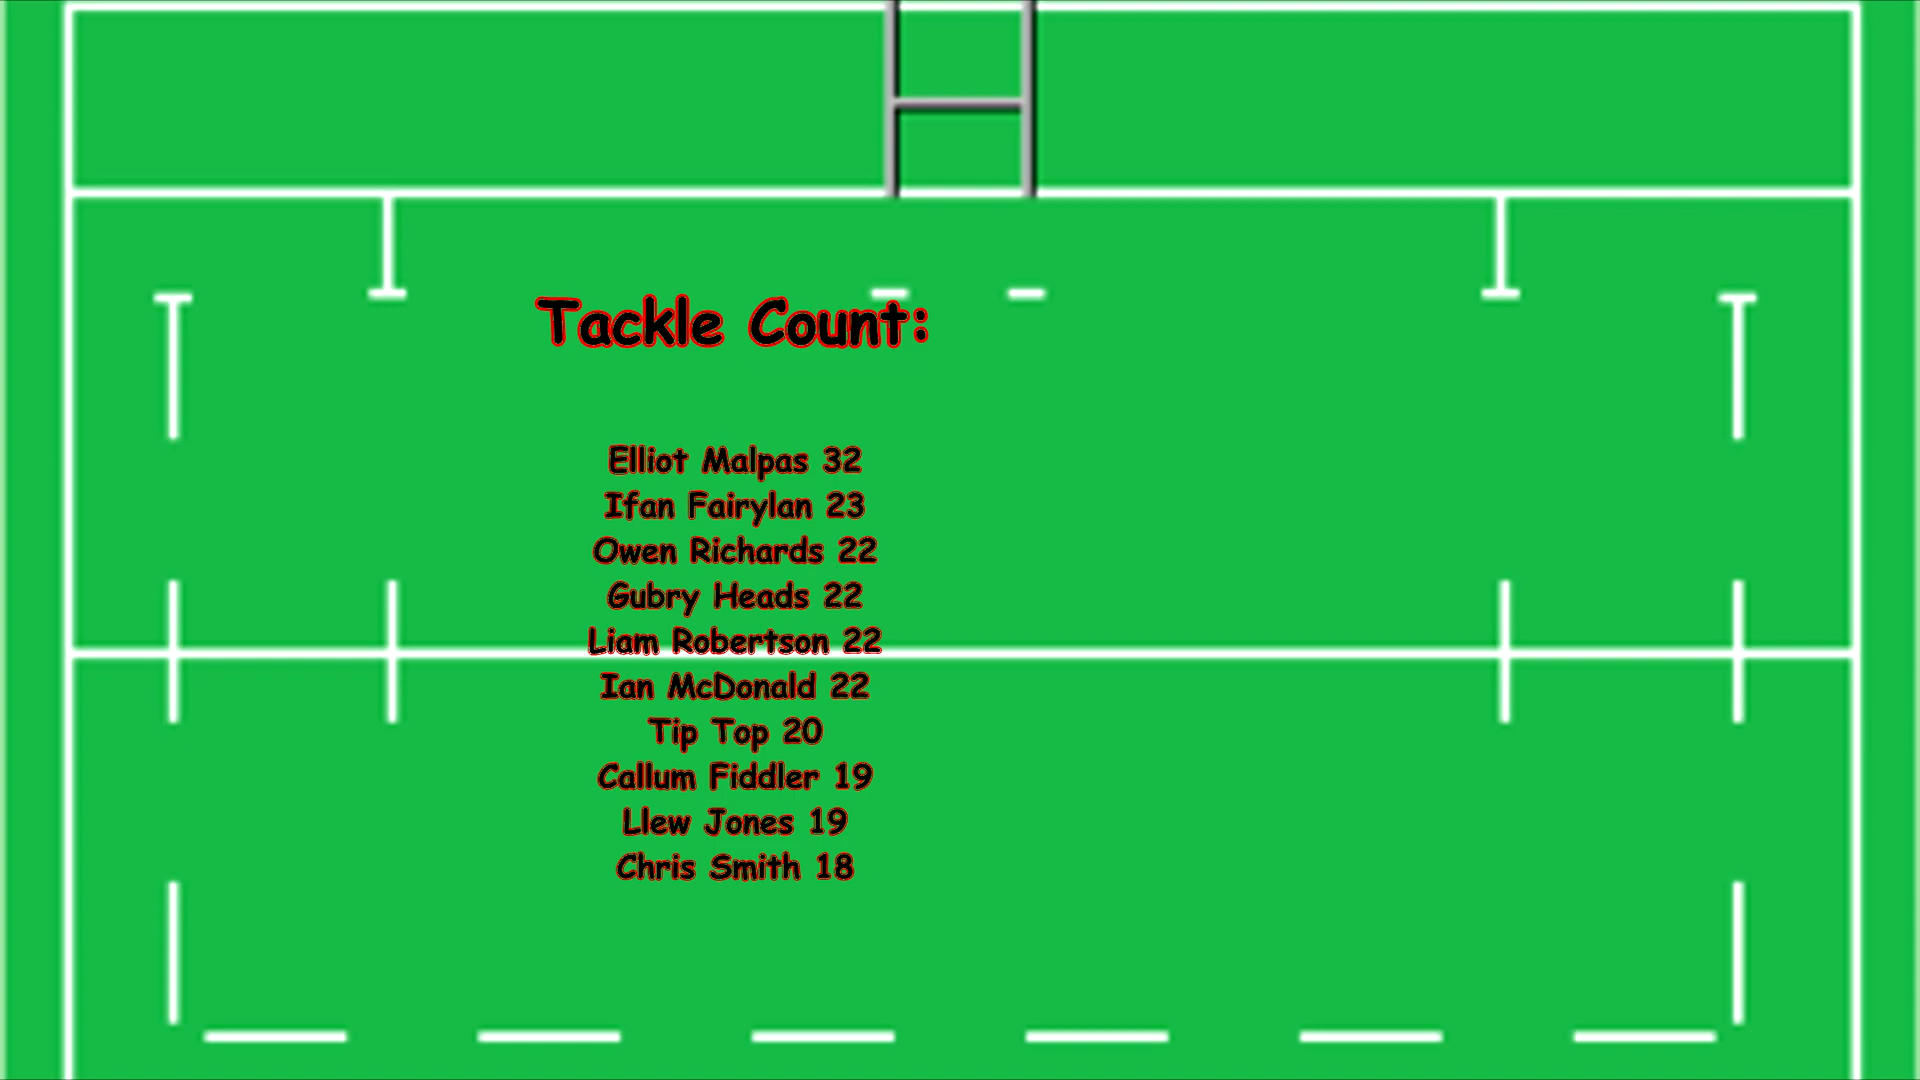 Tackle Count:
Elliot Malpas 32
Ifan Fairylan 23
Owen Richards 22
Gubry Heads 22
Liam Robertson 22
Ian McDonald 22
Tip Top 20
Callum Fiddler 19
Llew Jones 19
Chris Smith 18